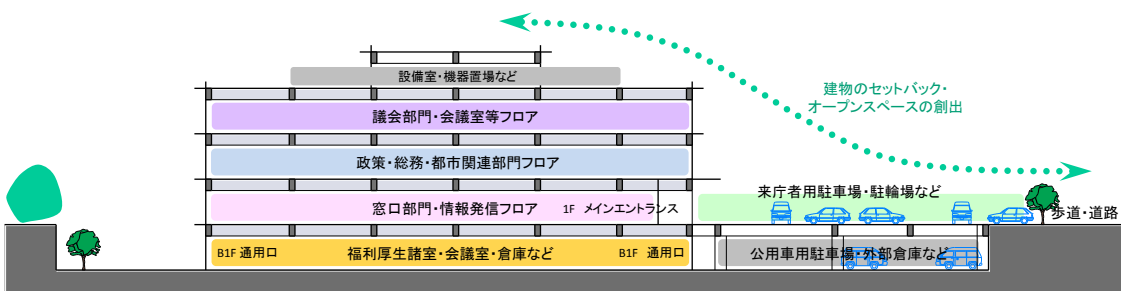 設備室・機器置場など
建物のセットバック・
オープンスペースの創出
議会部門・会議室等フロア
政策・総務・都市関連部門フロア
来庁者用駐車場・駐輪場など
窓口部門・情報発信フロア
1F メインエントランス
歩道・道路
B1F 通用口
福利厚生諸室・会議室・倉庫など
B1F 通用口
公用車用駐車場・外部倉庫など